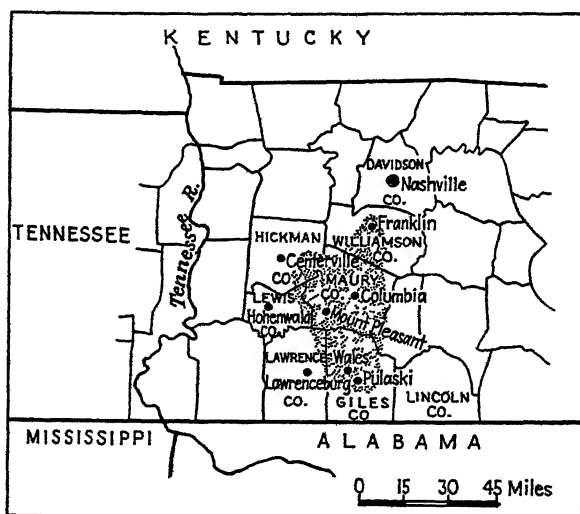 KENTUCKY
DAVIDSON
Nashville
CO.
Tennessee R.
TENNESSEE
Franklin
HICKMAN
WILLIAMSON
CO.
Centerville
CO.
MAURY
CO.
Columbia
LEWIS
Hohenwald
CO.
Mount Pleasant
LAWRENCE
Wales
Lawrenceburg
Pulaski
CO.
GILES
CO
LINCOLN
CO.
MISSISSIPPI
ALABAMA
0 15 30 45 Miles